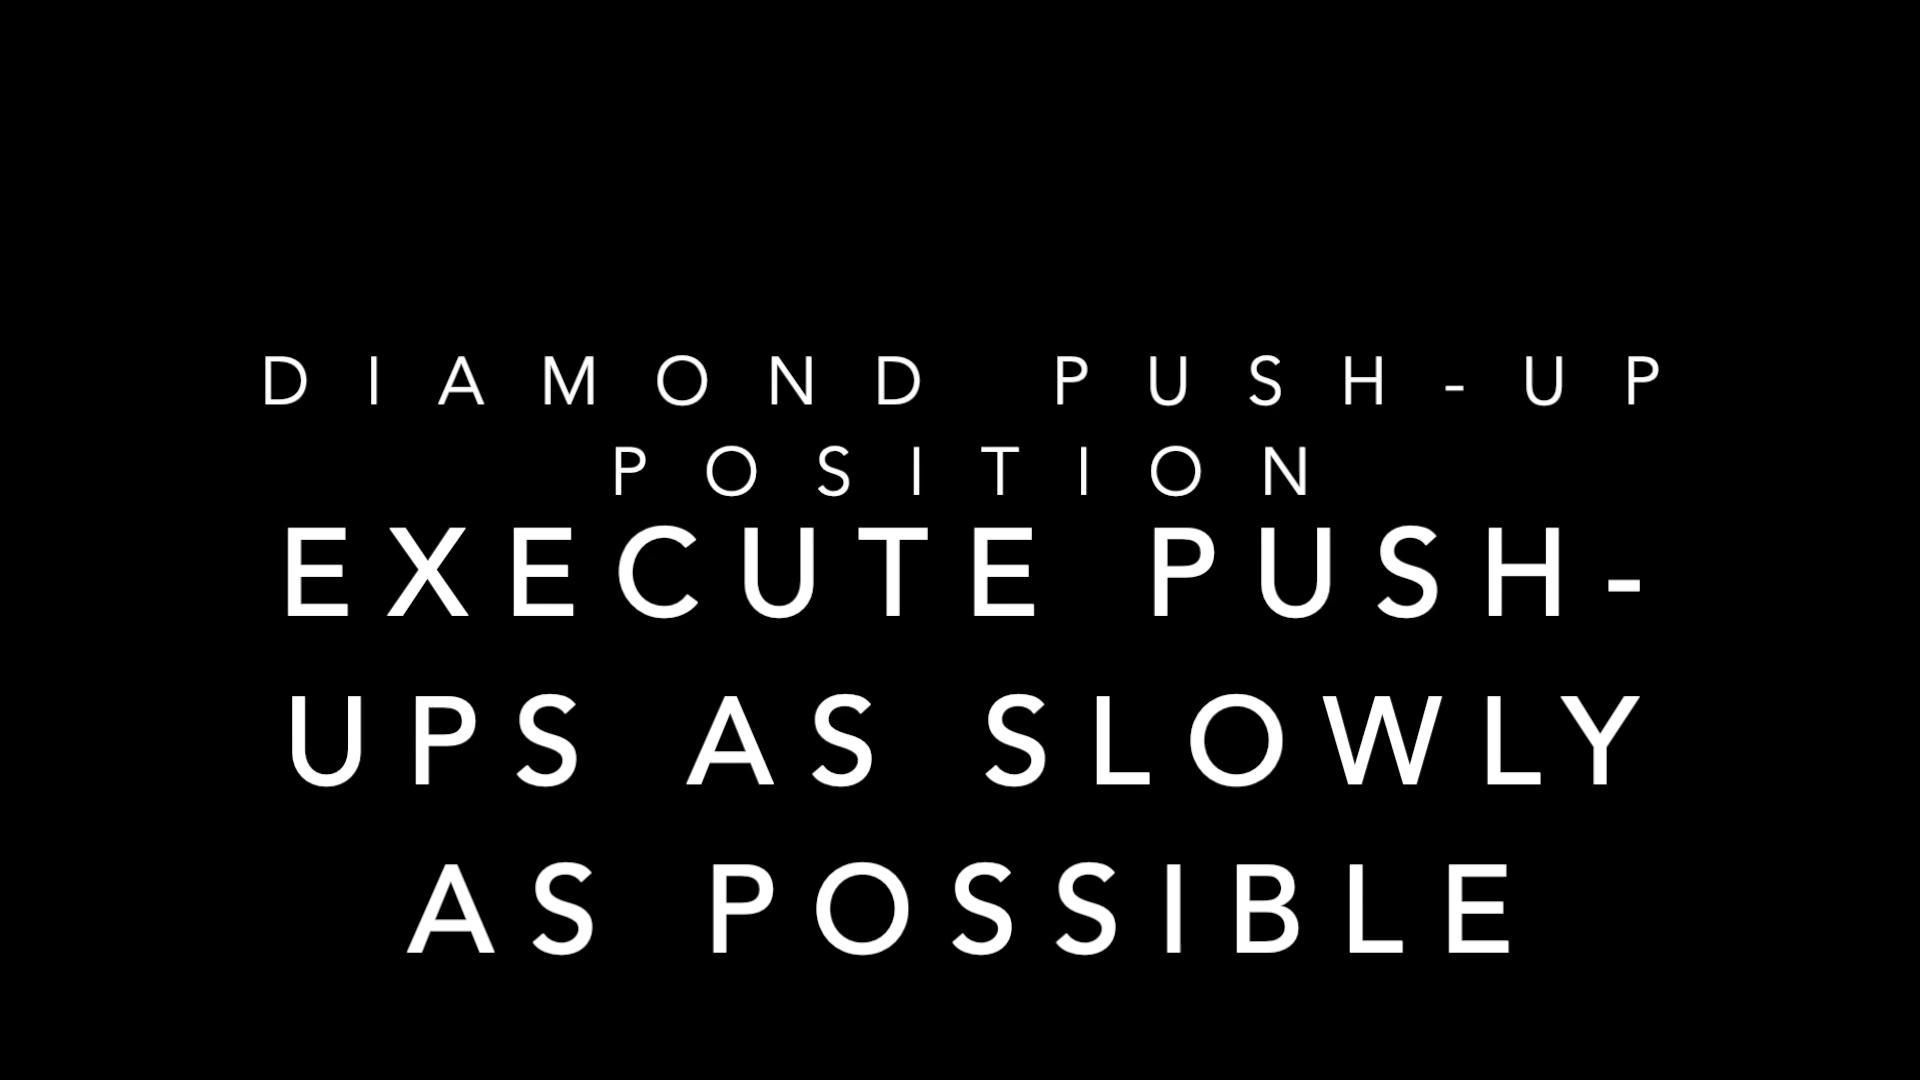 DIAMOND PUSH-UP
POSITION
EXECUTE PUSH-
UPS AS SLOWLY
AS POSSIBLE